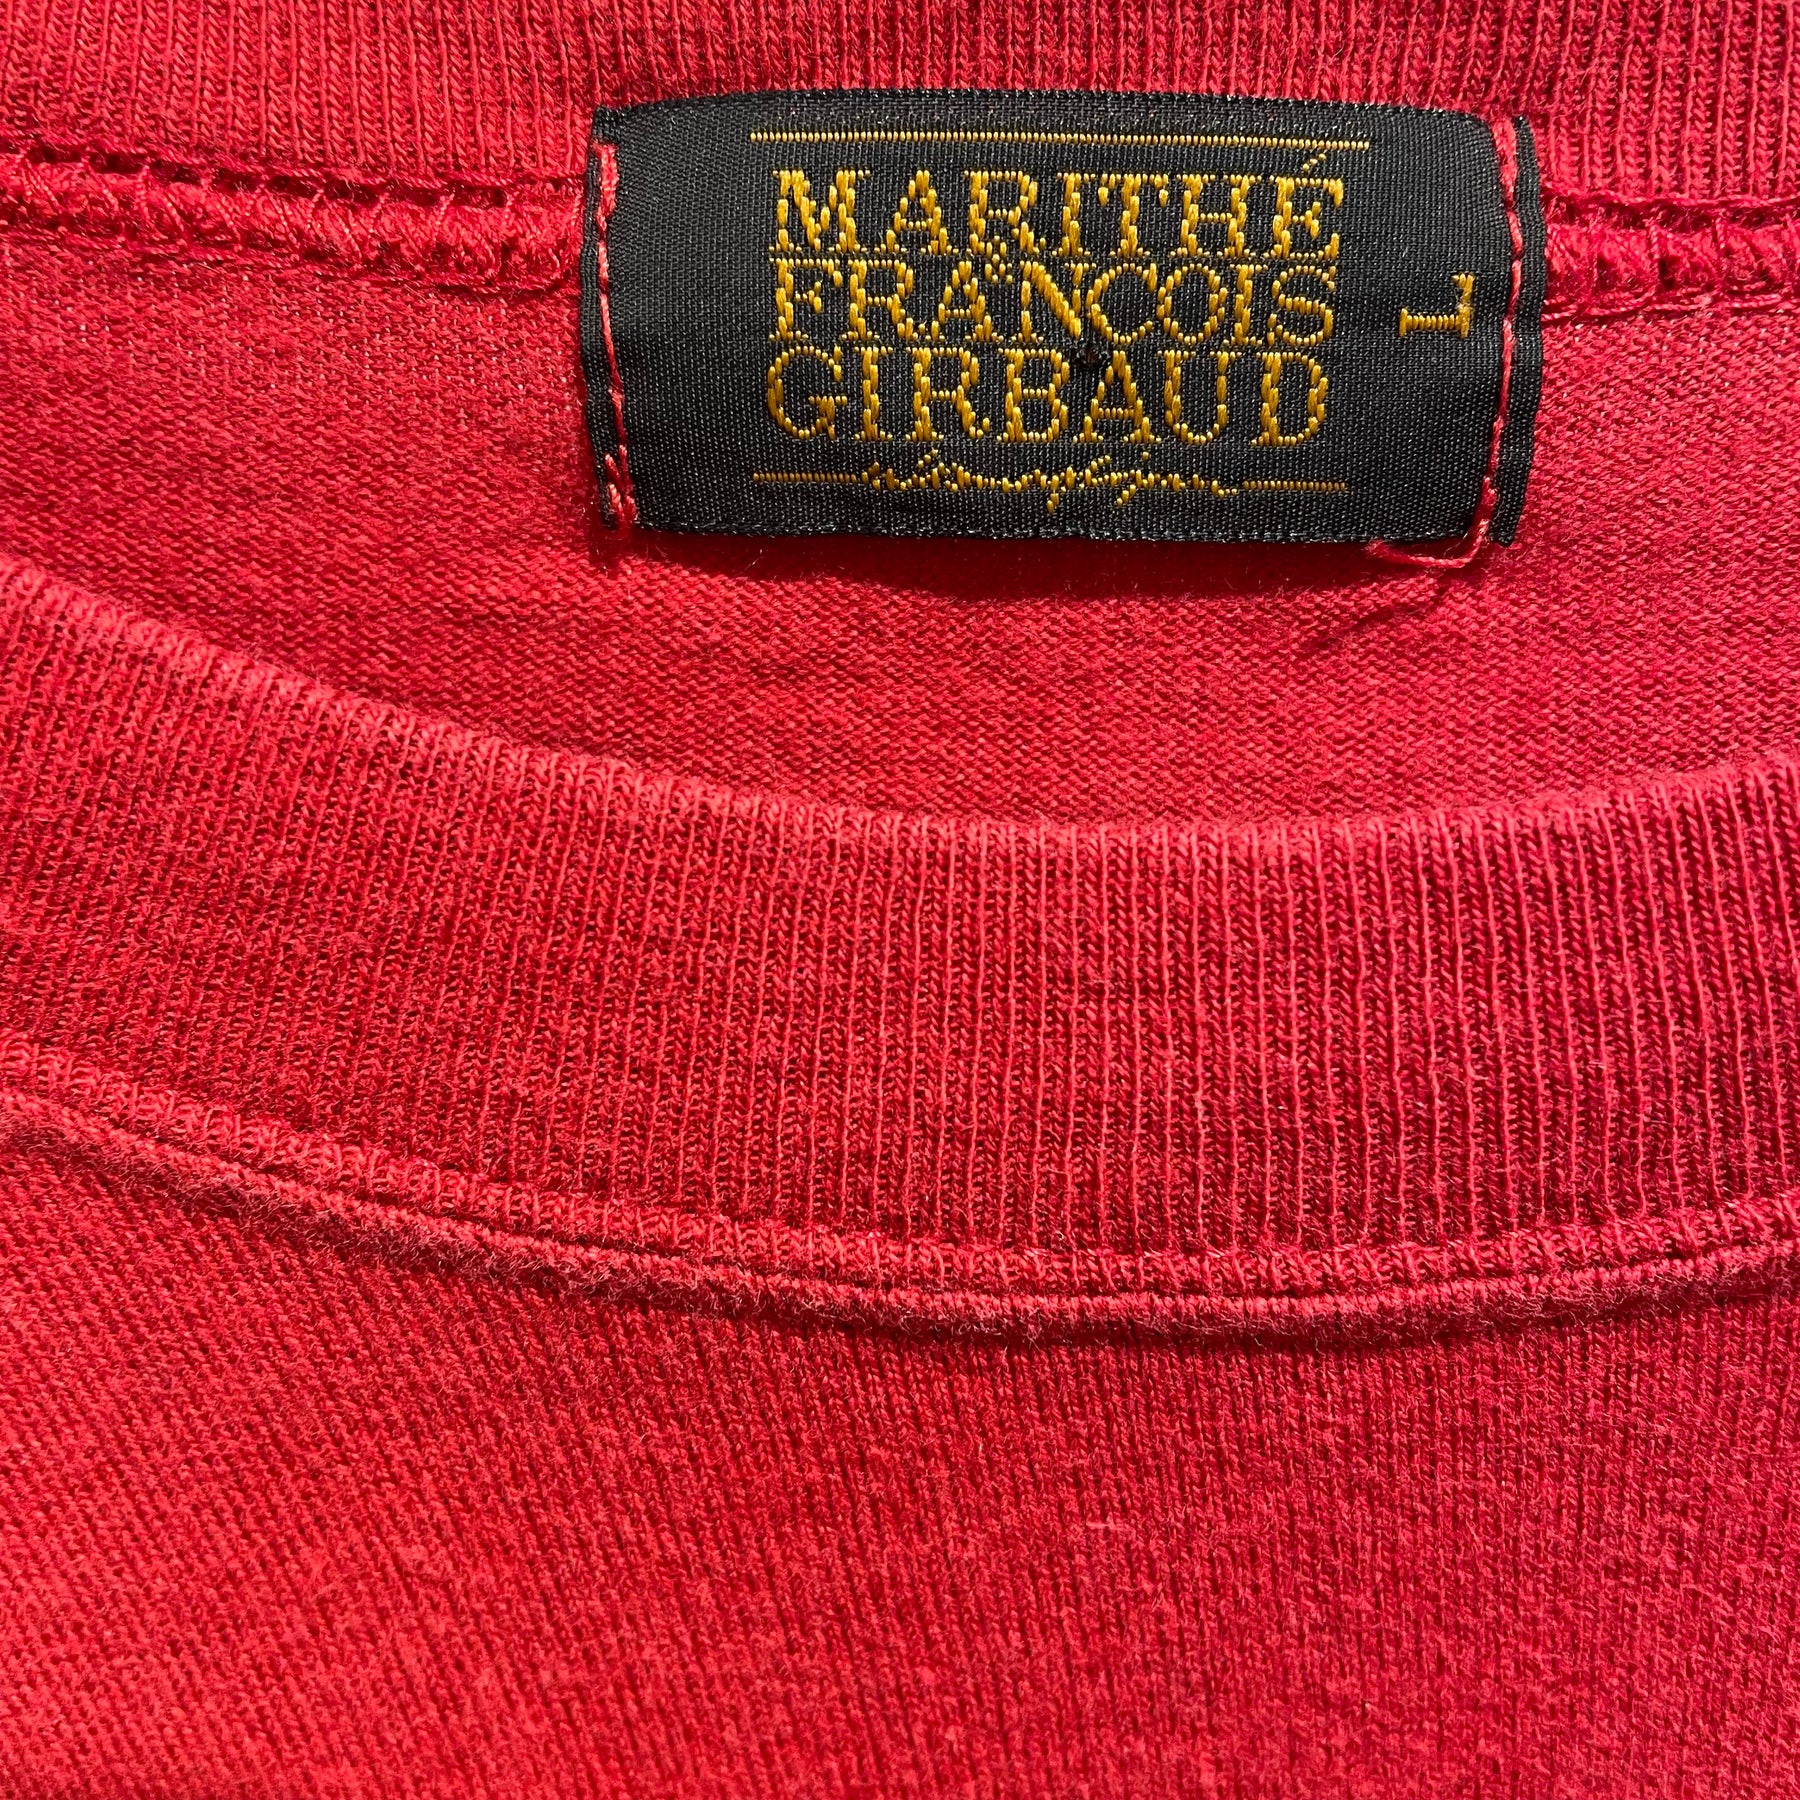 MARITHÉ
FRANÇOIS
GIRBAUD
L